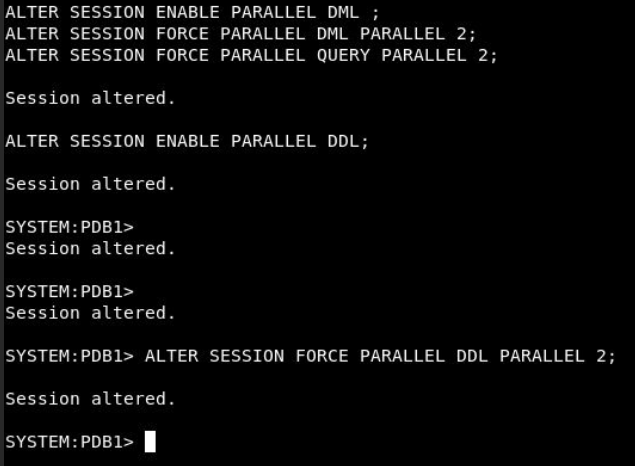 ALTER SESSION ENABLE PARALLEL DML ;
ALTER SESSION FORCE PARALLEL DML PARALLEL 2;
ALTER SESSION FORCE PARALLEL QUERY PARALLEL 2;
Session altered.
ALTER SESSION ENABLE PARALLEL DDL;
Session altered.
SYSTEM:PDB1>
Session altered.
SYSTEM:PDB1>
Session altered.
SYSTEM:PDB1> ALTER SESSION FORCE PARALLEL DDL PARALLEL 2;
Session altered.
SYSTEM:PDB1>